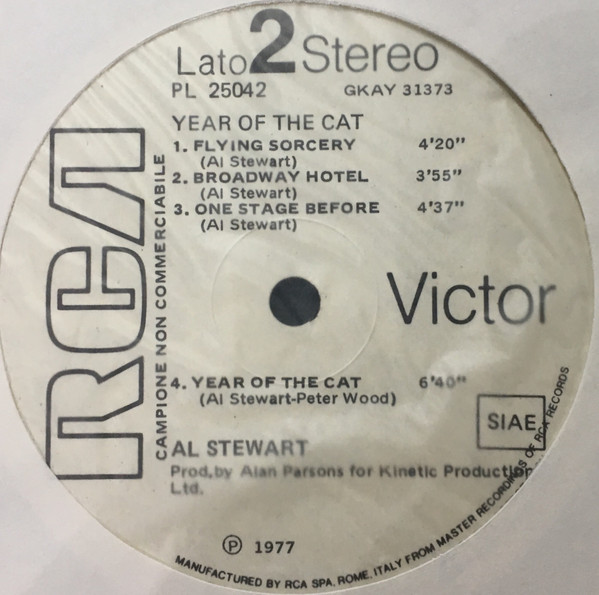 Lato 2 Stereo
PL 25042 GKAY 31373
YEAR OF THE CAT
1. FLYING SORCERY 4'20"
(Al Stewart)
2. BROADWAY HOTEL 3'55"
(Al Stewart)
3. ONE STAGE BEFORE 4'37"
(Al Stewart)
RCA
CAMPIONE NON COMMERCIABILE
Victor
4. YEAR OF THE CAT 6'40"
(Al Stewart-Peter Wood)
SIAE
AL STEWART
Prod.by Alan Parsons for Kinetic Production
Ltd.
℗ 1977
MANUFACTURED BY RCA SPA, ROME, ITALY FROM MASTER RECORDINGS OF RCA RECORDS